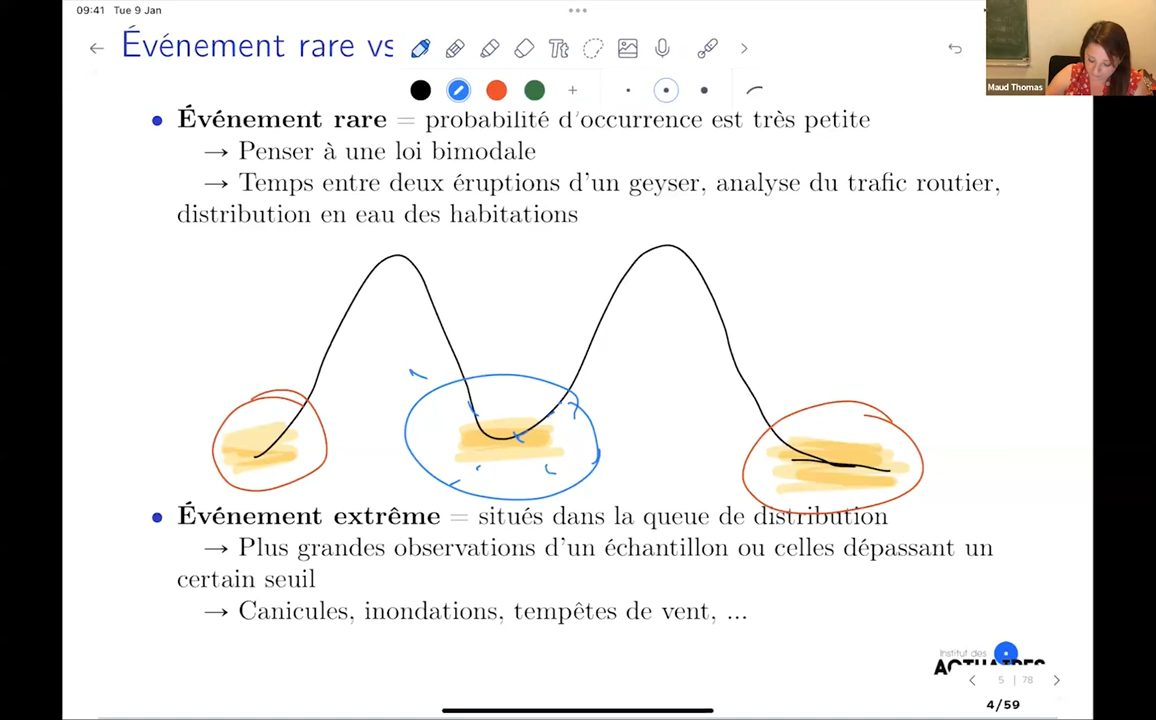 09:41 Tue 9 Jan
Événement rare vs
Tt
Maud Thomas
Événement rare = probabilité d'occurrence est très petite
→ Penser à une loi bimodale
→ Temps entre deux éruptions d'un geyser, analyse du trafic routier,
distribution en eau des habitations
Événement extrême = situés dans la queue de distribution
→ Plus grandes observations d'un échantillon ou celles dépassant un
certain seuil
→ Canicules, inondations, tempêtes de vent, ...
Institut des
ACTUAIRES
5 | 78
4/59